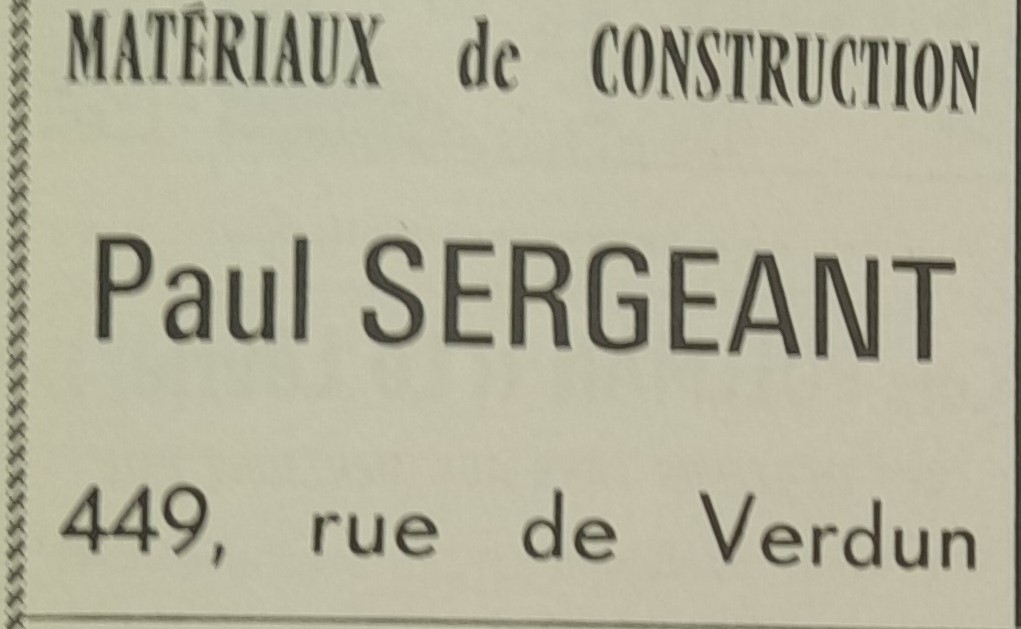 MATÉRIAUX de CONSTRUCTION
Paul SERGEANT
449, rue de Verdun